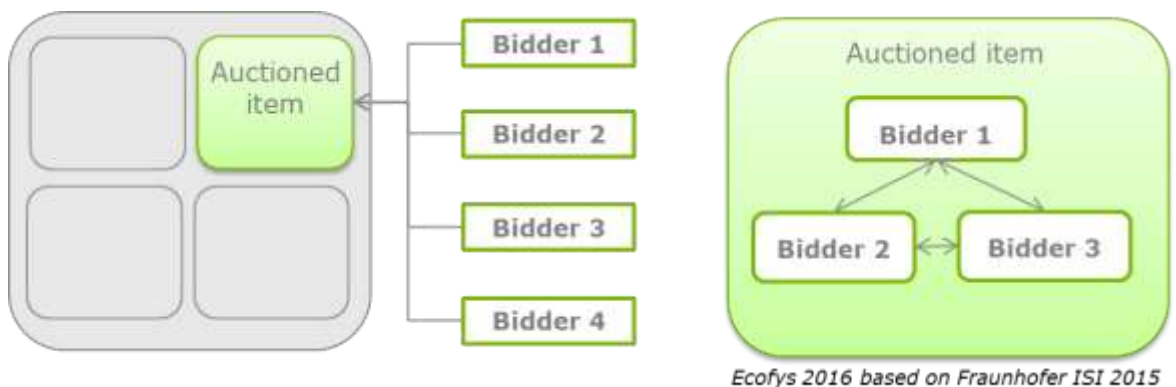 Auctioned
item
Bidder 1
Bidder 2
Bidder 3
Bidder 4
Auctioned item
Bidder 1
Bidder 2
Bidder 3
Ecofys 2016 based on Fraunhofer ISI 2015